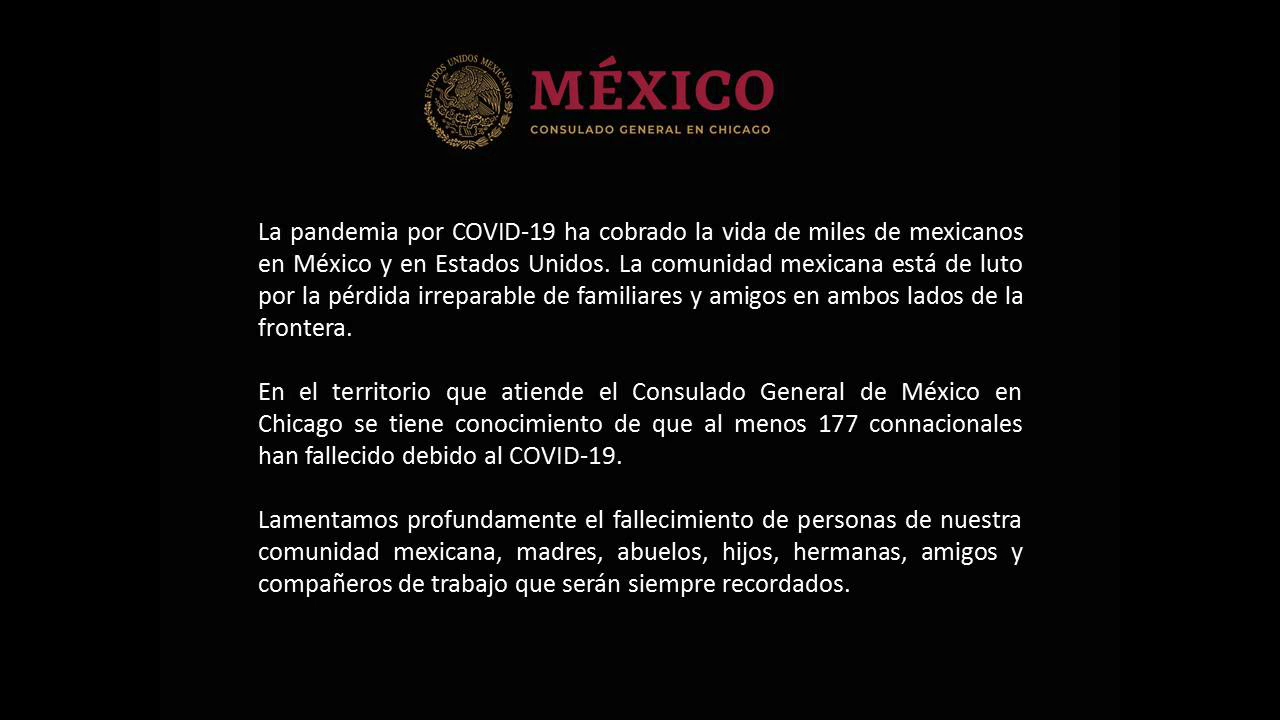 ESTADOS UNIDOS MEXICANOS
MÉXICO
CONSULADO GENERAL EN CHICAGO
La pandemia por COVID-19 ha cobrado la vida de miles de mexicanos
en México y en Estados Unidos. La comunidad mexicana está de luto
por la pérdida irreparable de familiares y amigos en ambos lados de la
frontera.
En el territorio que atiende el Consulado General de México en
Chicago se tiene conocimiento de que al menos 177 connacionales
han fallecido debido al COVID-19.
Lamentamos profundamente el fallecimiento de personas de nuestra
comunidad mexicana, madres, abuelos, hijos, hermanas, amigos y
compañeros de trabajo que serán siempre recordados.